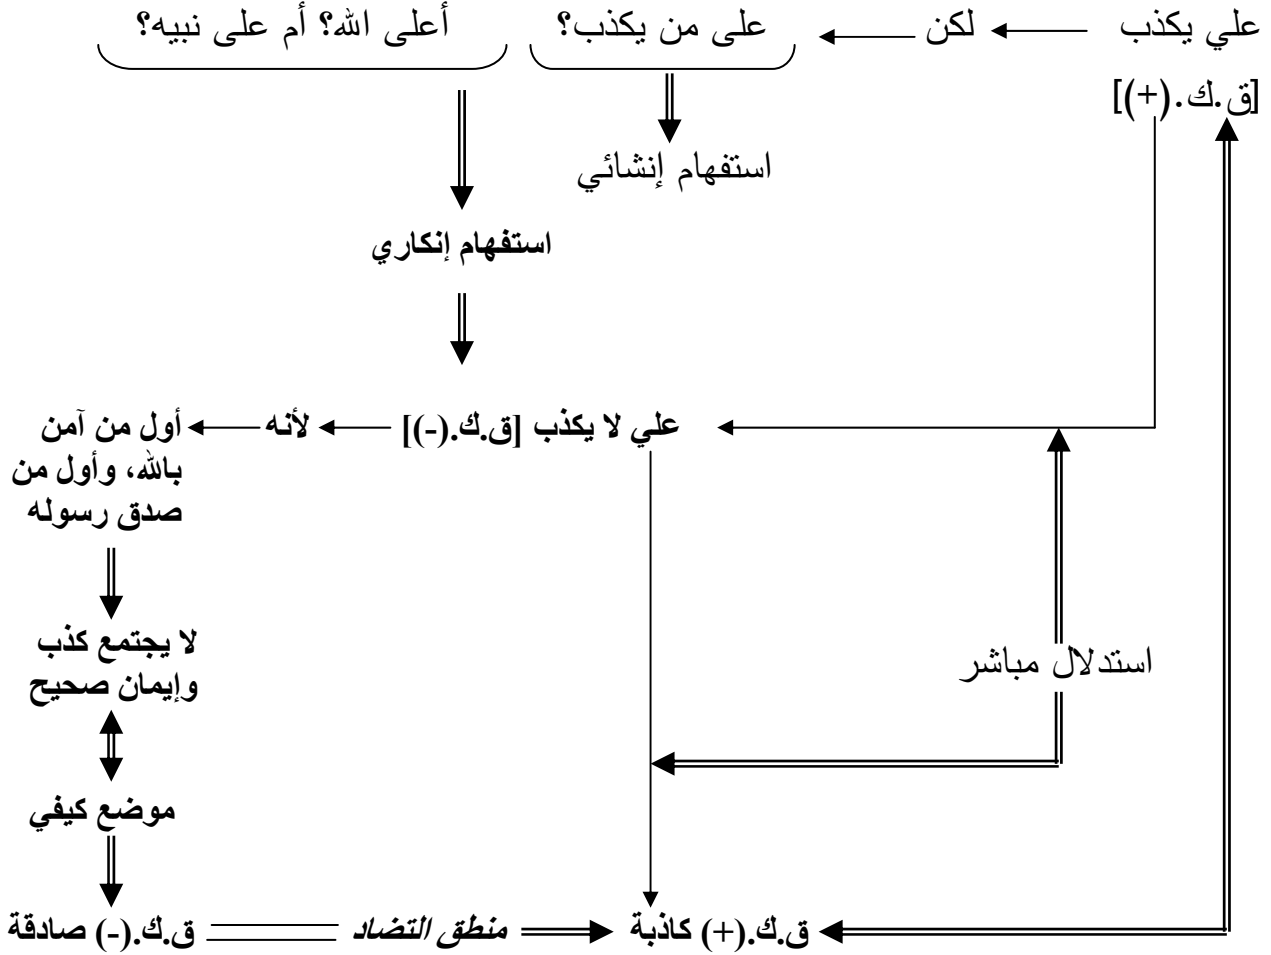 علي يكذب لكن على من يكذب؟ أعلى الله؟ أم على نبيه؟
[ق.ك.(+)]
استفهام إنشائي
استفهام إنكاري
علي لا يكذب [ق.ك.(-)] لأنه أول من آمن
بالله، وأول من
صدق رسوله
لا يجتمع كذب
وإيمان صحيح
استدلال مباشر
موضع كيفي
ق.ك.(+) كاذبة منطق التضاد ق.ك.(-) صادقة